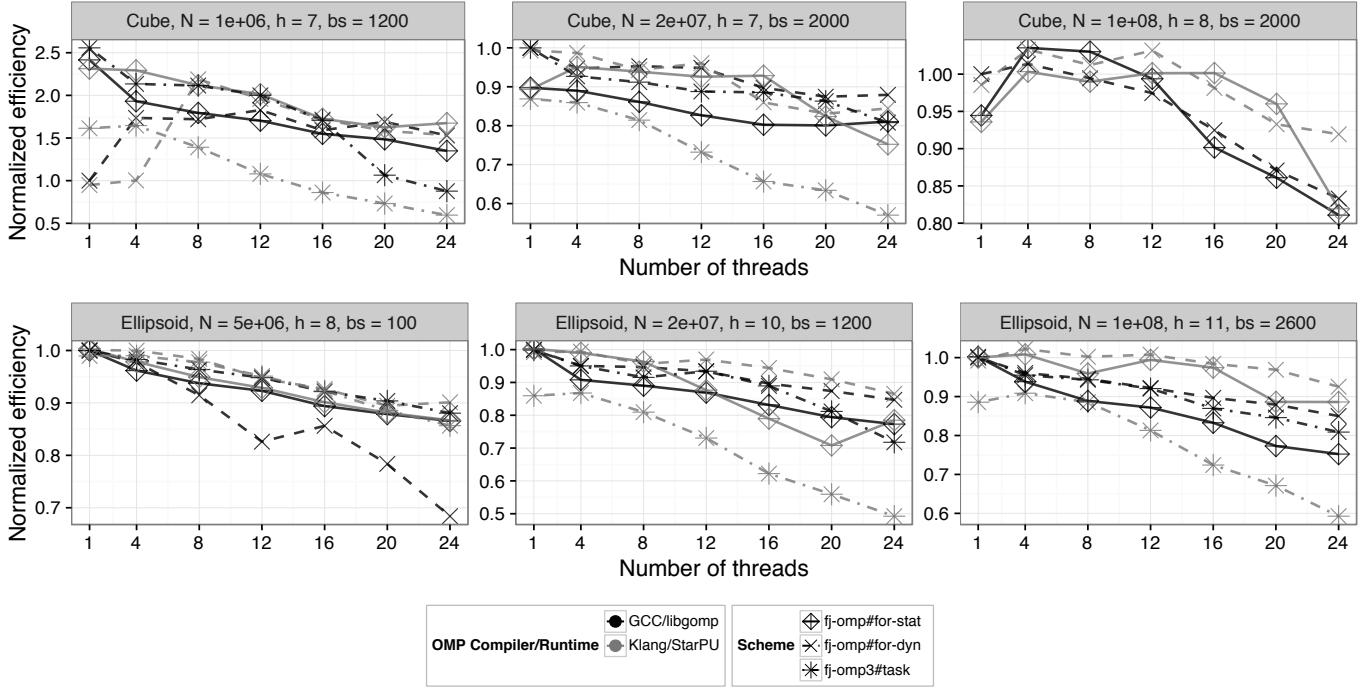 Cube, N = 1e+06, h = 7, bs = 1200
Cube, N = 2e+07, h = 7, bs = 2000
Cube, N = 1e+08, h = 8, bs = 2000
Normalized efficiency
2.5
2.0
1.5
1.0
0.5
1.0
0.9
0.8
0.7
0.6
1.00
0.95
0.90
0.85
0.80
1 4 8 12 16 20 24
1 4 8 12 16 20 24
1 4 8 12 16 20 24
Number of threads
Ellipsoid, N = 5e+06, h = 8, bs = 100
Ellipsoid, N = 2e+07, h = 10, bs = 1200
Ellipsoid, N = 1e+08, h = 11, bs = 2600
Normalized efficiency
1.0
0.9
0.8
0.7
1.0
0.9
0.8
0.7
0.6
0.5
1.0
0.9
0.8
0.7
0.6
1 4 8 12 16 20 24
1 4 8 12 16 20 24
1 4 8 12 16 20 24
Number of threads
OMP Compiler/Runtime
GCC/libgomp
Klang/StarPU
Scheme
fj-omp#for-stat
fj-omp#for-dyn
fj-omp3#task